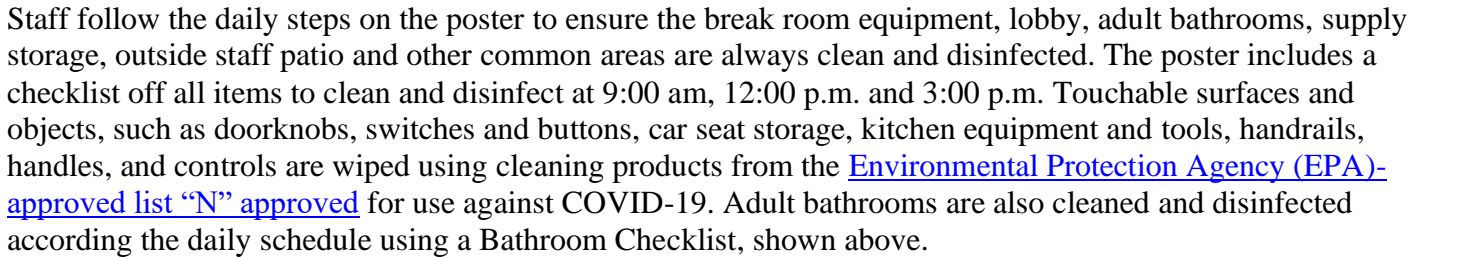 Staff follow the daily steps on the poster to ensure the break room equipment, lobby, adult bathrooms, supply
storage, outside staff patio and other common areas are always clean and disinfected. The poster includes a
checklist off all items to clean and disinfect at 9:00 am, 12:00 p.m. and 3:00 p.m. Touchable surfaces and
objects, such as doorknobs, switches and buttons, car seat storage, kitchen equipment and tools, handrails,
handles, and controls are wiped using cleaning products from the Environmental Protection Agency (EPA)-
approved list “N” approved for use against COVID-19. Adult bathrooms are also cleaned and disinfected
according the daily schedule using a Bathroom Checklist, shown above.